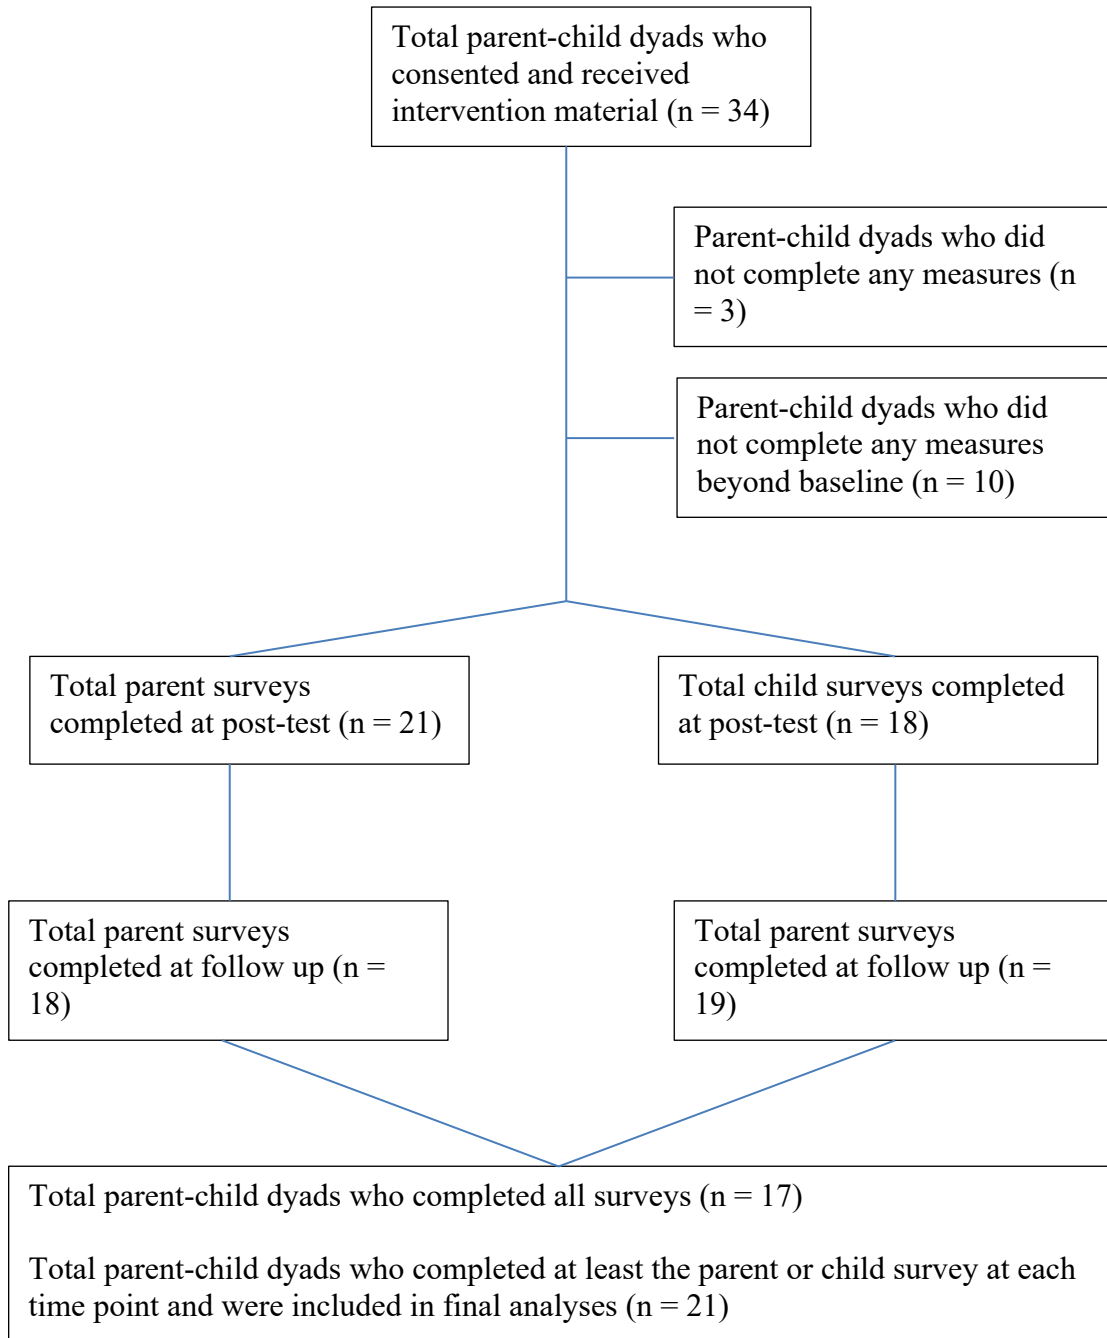 Total parent-child dyads who
consented and received
intervention material (n = 34)
Parent-child dyads who did
not complete any measures (n
= 3)
Parent-child dyads who did
not complete any measures
beyond baseline (n = 10)
Total parent surveys
completed at post-test (n = 21)
Total child surveys completed
at post-test (n = 18)
Total parent surveys
completed at follow up (n =
18)
Total parent surveys
completed at follow up (n =
19)
Total parent-child dyads who completed all surveys (n = 17)
Total parent-child dyads who completed at least the parent or child survey at each
time point and were included in final analyses (n = 21)